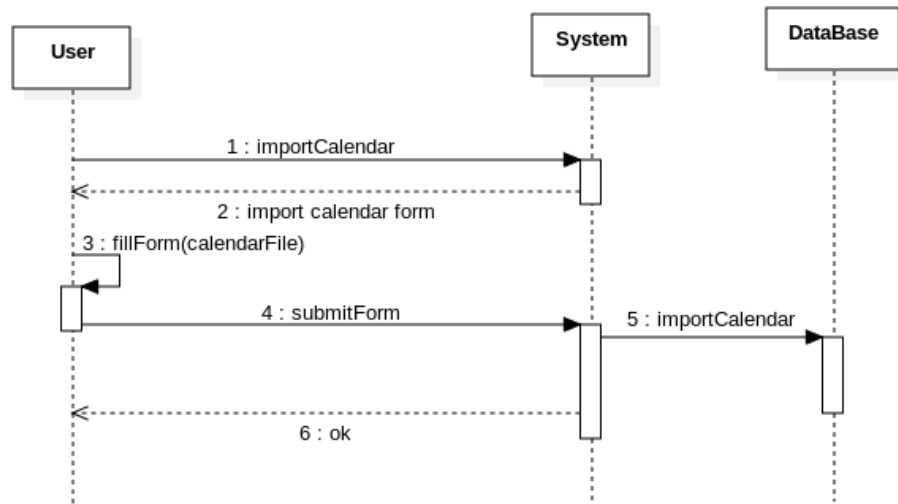 User
System
DataBase
1 : importCalendar
2 : import calendar form
3 : fillForm(calendarFile)
4 : submitForm
5 : importCalendar
6 : ok